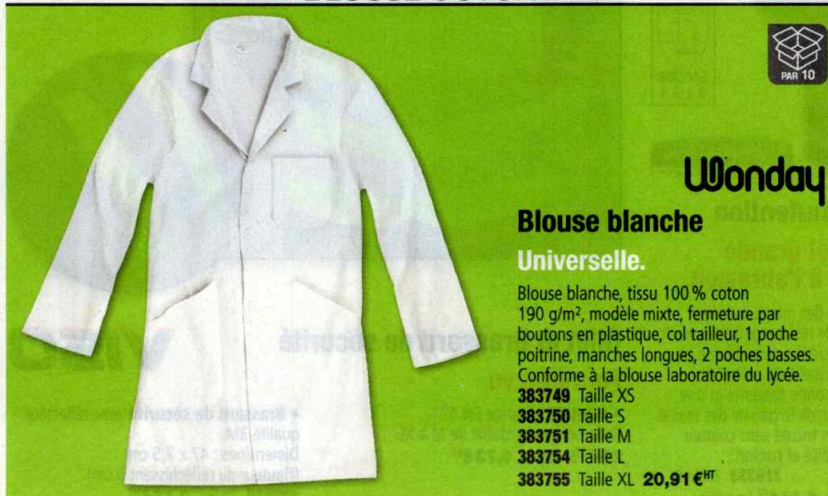 PAR 10
Wonday
Blouse blanche
Universelle.
Blouse blanche, tissu 100 % coton
190 g/m², modèle mixte, fermeture par
boutons en plastique, col tailleur, 1 poche
poitrine, manches longues, 2 poches basses.
Conforme à la blouse laboratoire du lycée.
383749 Taille XS
383750 Taille S
383751 Taille M
383754 Taille L
383755 Taille XL 20,91 €HT